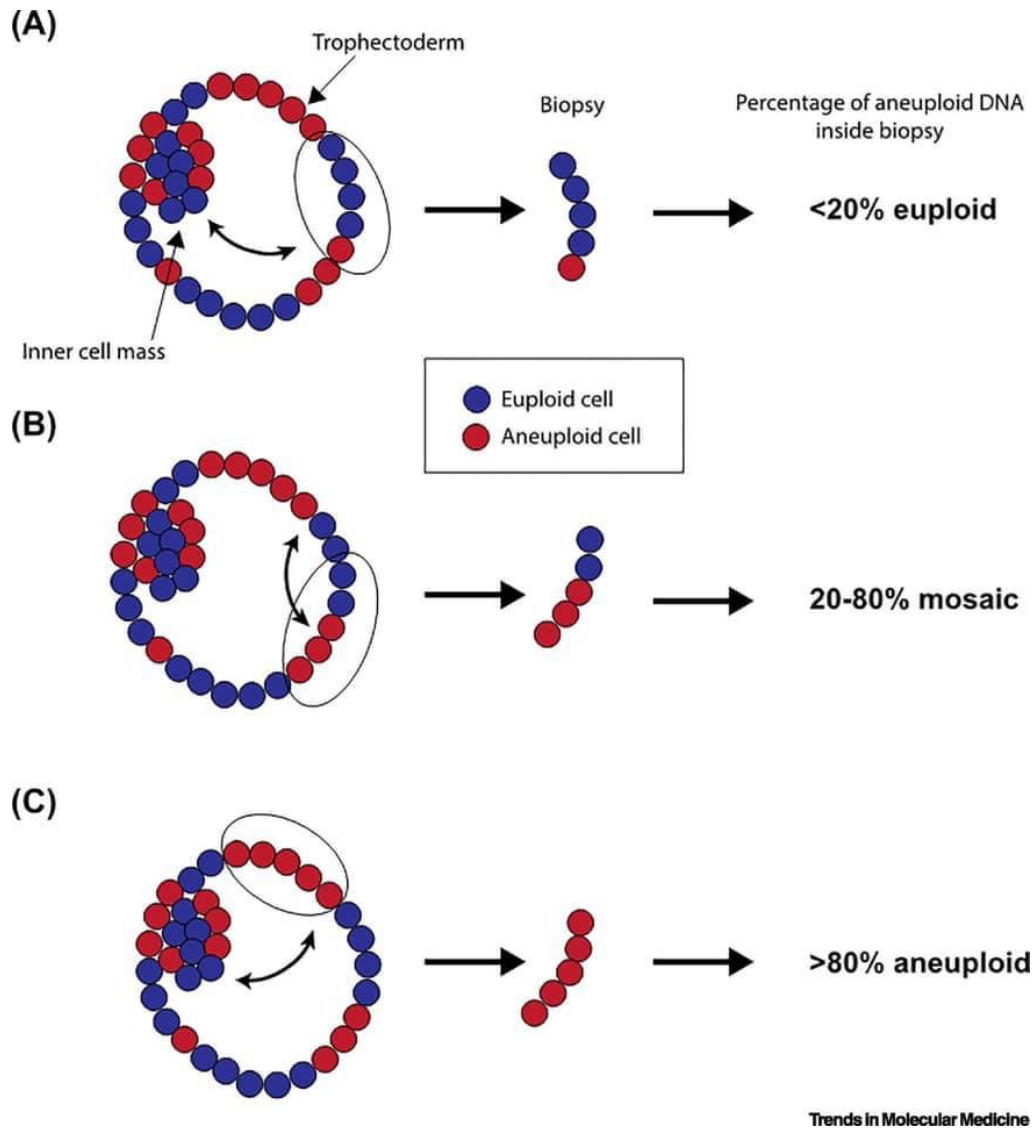 (A)
Trophectoderm
Biopsy
Percentage of aneuploid DNA
inside biopsy
<20% euploid
Inner cell mass
Euploid cell
Aneuploid cell
(B)
20-80% mosaic
(C)
>80% aneuploid
Trends in Molecular Medicine